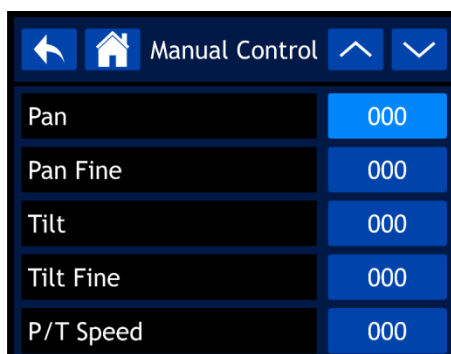 Manual Control
Pan 000
Pan Fine 000
Tilt 000
Tilt Fine 000
P/T Speed 000